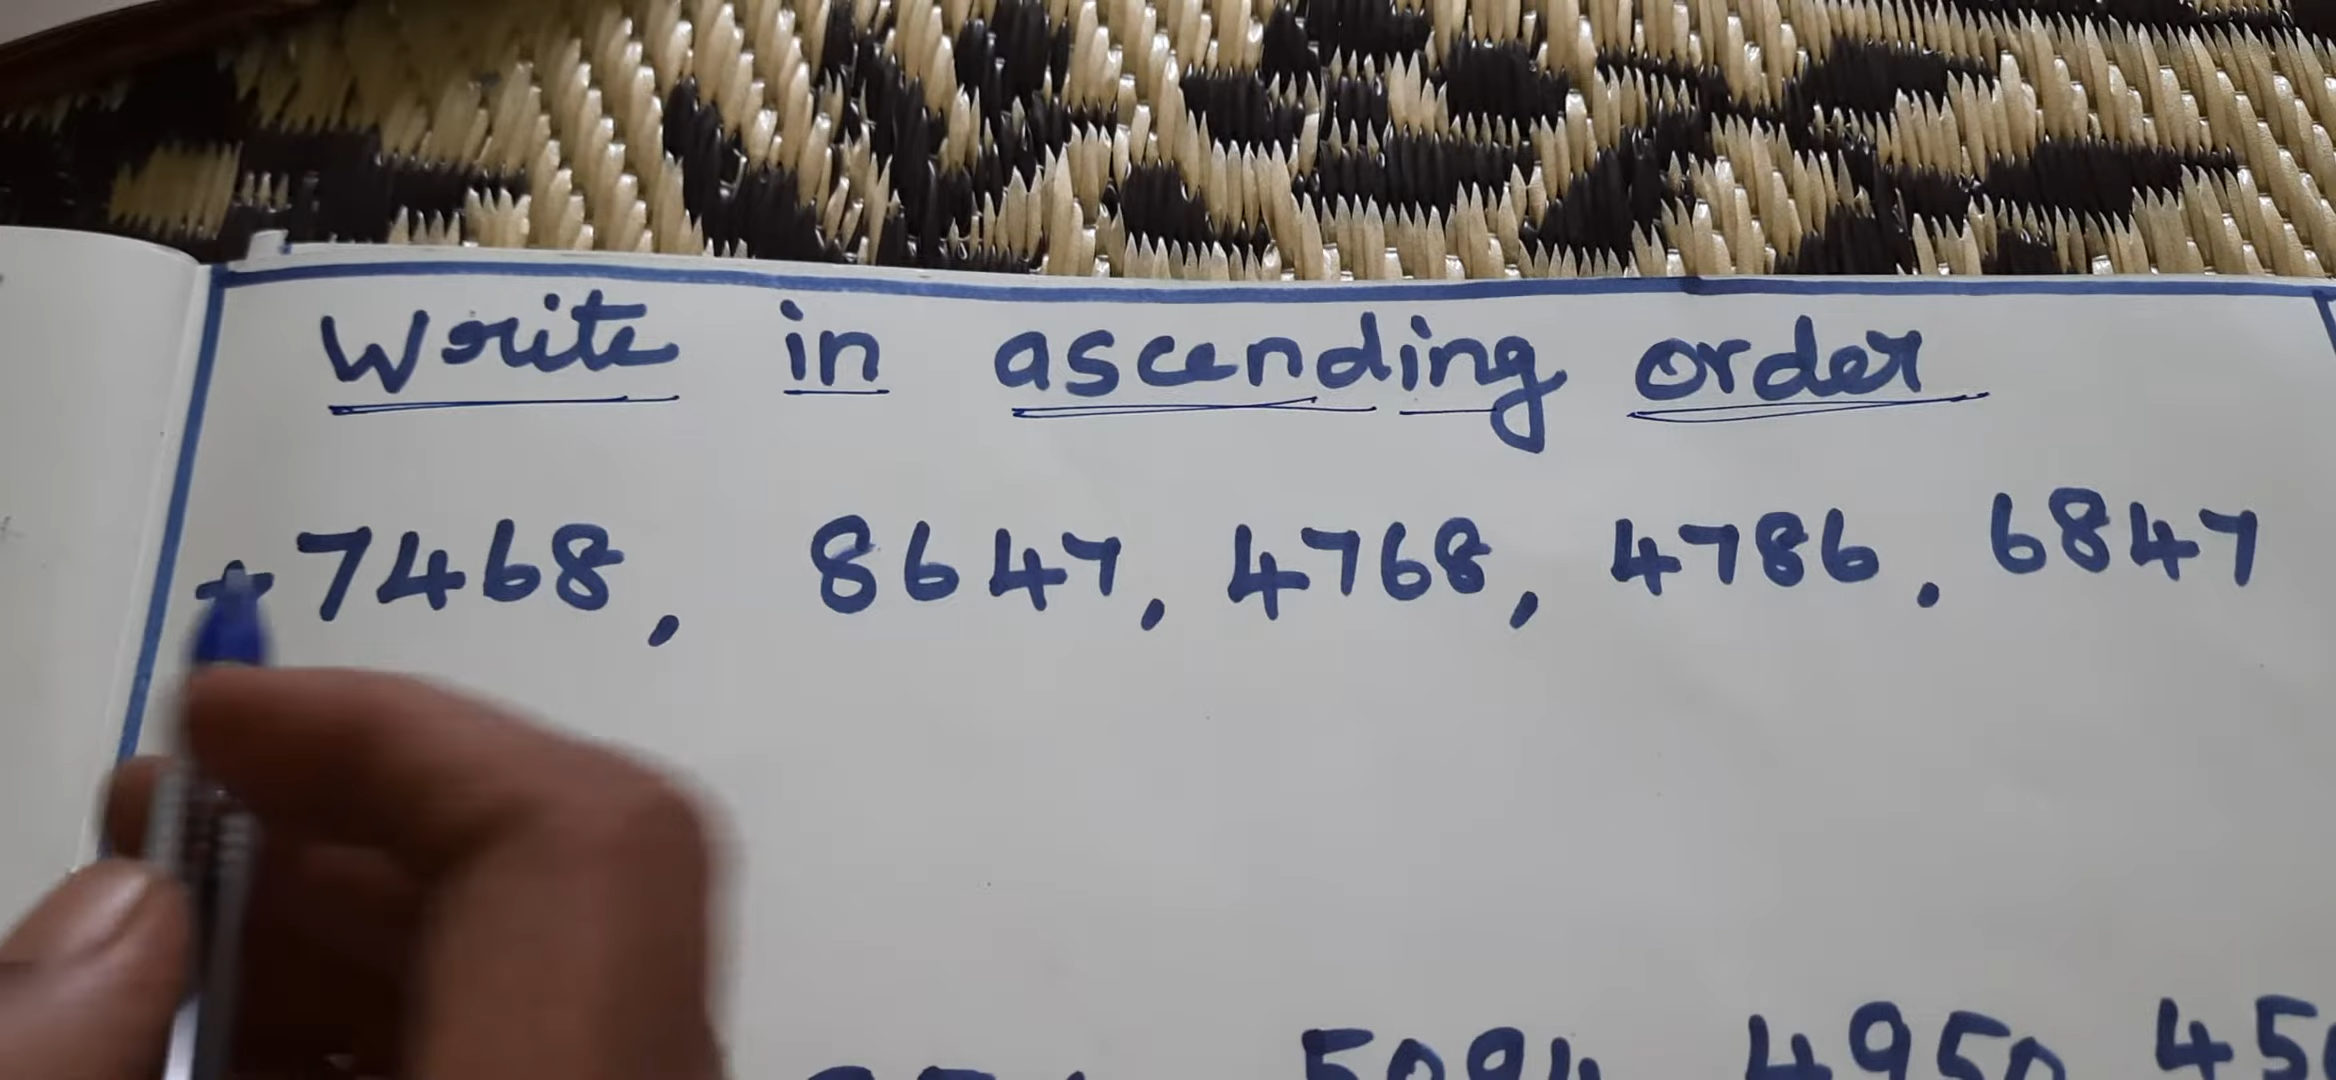 Write in ascending order
7468, 8647, 4768, 4786, 6847